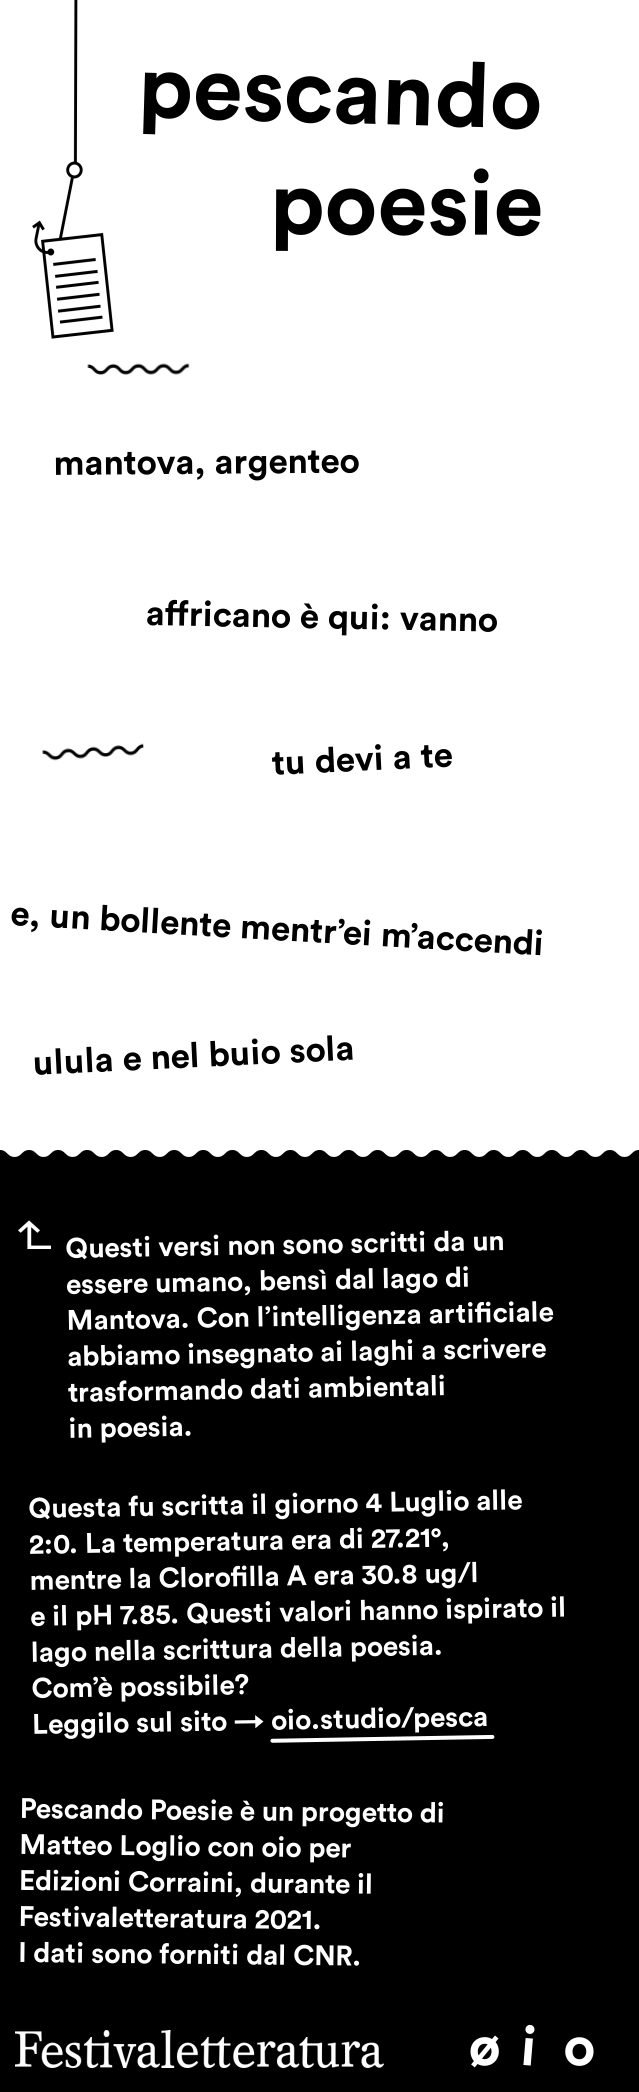 pescando
poesie
mantova, argenteo
affricano è qui: vanno
tu devi a te
e, un bollente mentr’ei m’accendi
ulula e nel buio sola
Questi versi non sono scritti da un
essere umano, bensì dal lago di
Mantova. Con l’intelligenza artificiale
abbiamo insegnato ai laghi a scrivere
trasformando dati ambientali
in poesia.
Questa fu scritta il giorno 4 Luglio alle
2:0. La temperatura era di 27.21°,
mentre la Clorofilla A era 30.8 ug/l
e il pH 7.85. Questi valori hanno ispirato il
lago nella scrittura della poesia.
Com’è possibile?
Leggilo sul sito → oio.studio/pesca
Pescando Poesie è un progetto di
Matteo Loglio con oio per
Edizioni Corraini, durante il
Festivaletteratura 2021.
I dati sono forniti dal CNR.
Festivaletteratura øio